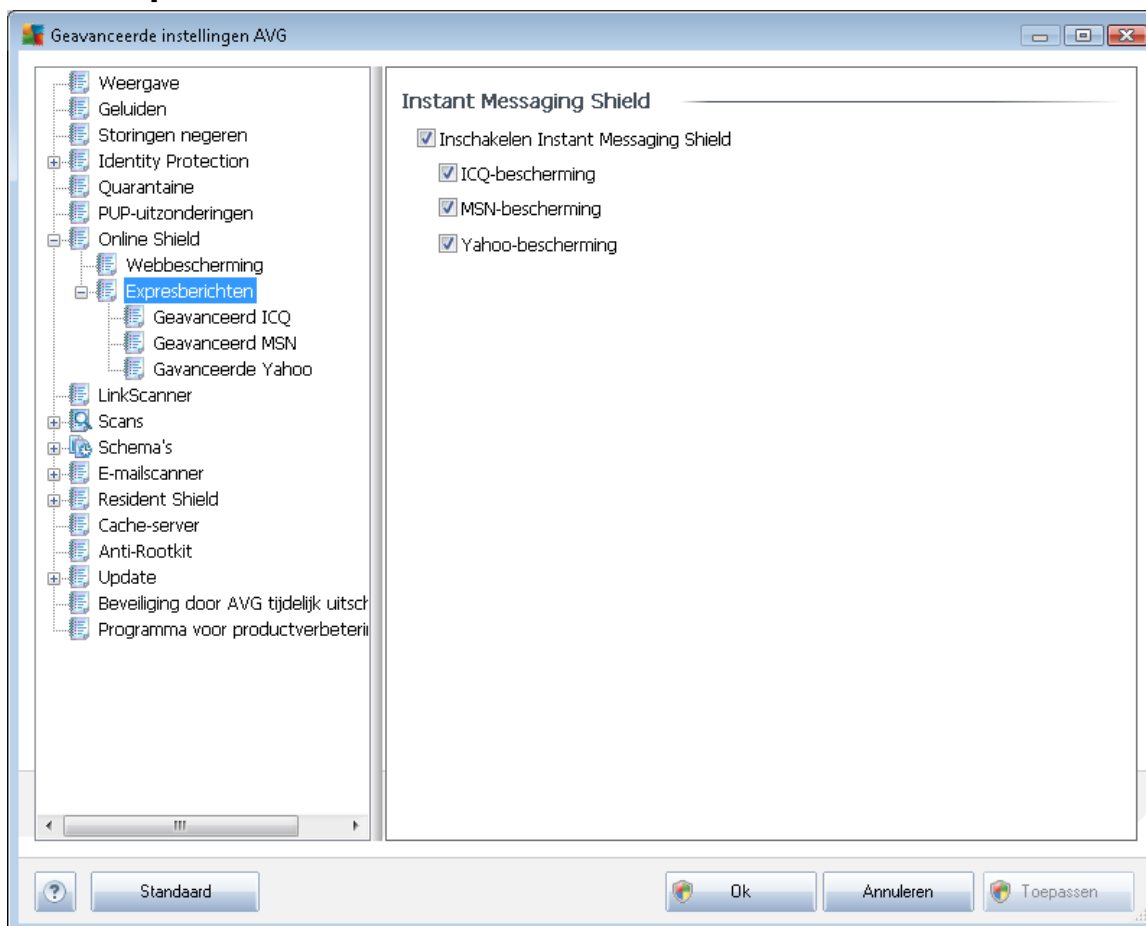 Geavanceerde instellingen AVG
Weergave
Geluiden
Storingen negeren
Identity Protection
Quarantaine
PUP-uitzonderingen
Online Shield
Webbescherming
Expresberichten
Geavanceerd ICQ
Geavanceerd MSN
Gavanceerde Yahoo
LinkScanner
Scans
Schema's
E-mailscanner
Resident Shield
Cache-server
Anti-Rootkit
Update
Beveiliging door AVG tijdelijk uitsch
Programma voor productverbeterin
Instant Messaging Shield
Inschakelen Instant Messaging Shield
ICQ-bescherming
MSN-bescherming
Yahoo-bescherming
? Standaard Ok Annuleren Toepassen